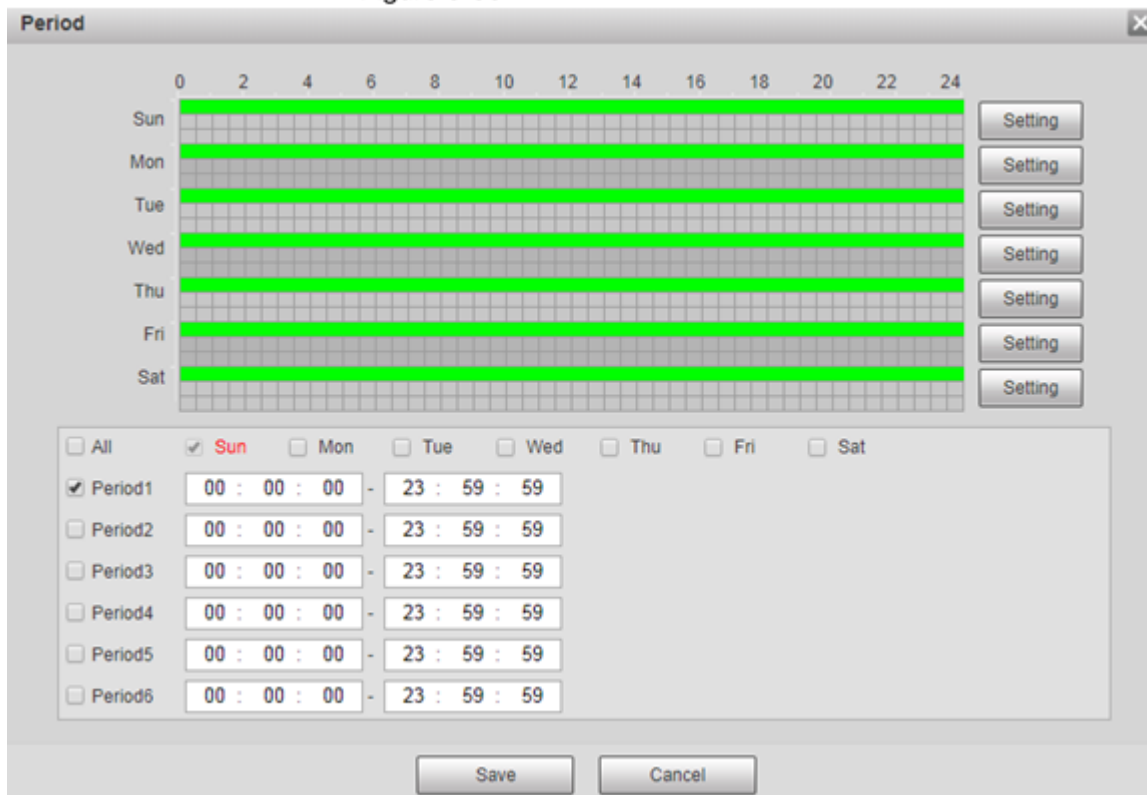 Period
0 2 4 6 8 10 12 14 16 18 20 22 24
Sun Setting
Mon Setting
Tue Setting
Wed Setting
Thu Setting
Fri Setting
Sat Setting
All Sun Mon Tue Wed Thu Fri Sat
Period1 00 : 00 : 00 - 23 : 59 : 59
Period2 00 : 00 : 00 - 23 : 59 : 59
Period3 00 : 00 : 00 - 23 : 59 : 59
Period4 00 : 00 : 00 - 23 : 59 : 59
Period5 00 : 00 : 00 - 23 : 59 : 59
Period6 00 : 00 : 00 - 23 : 59 : 59
Save Cancel